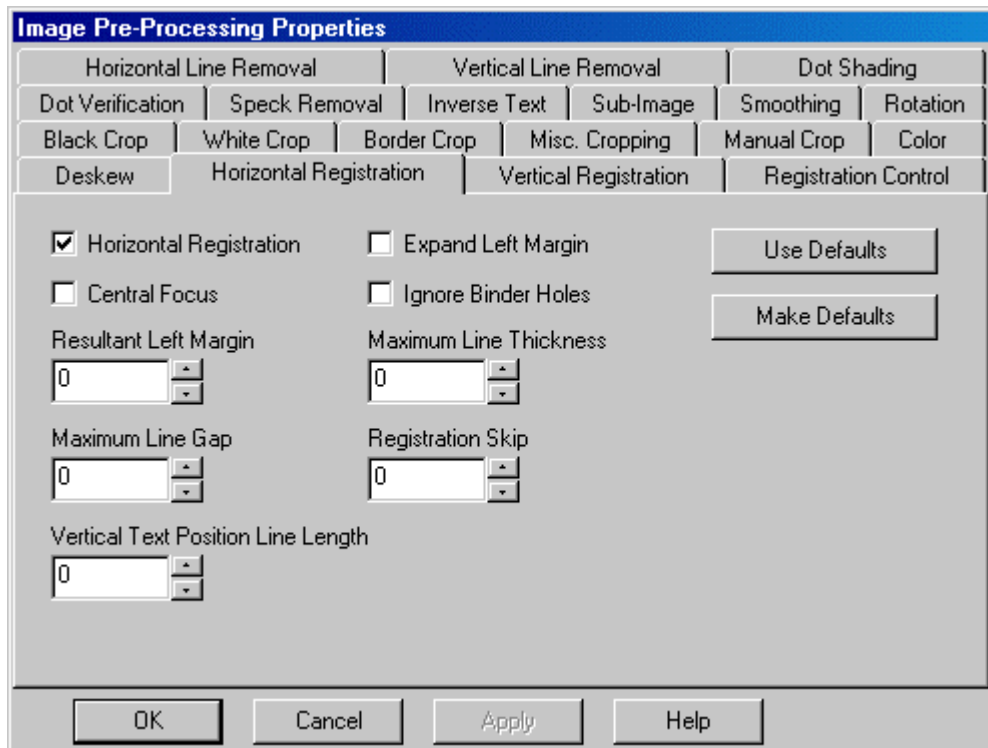 Image Pre-Processing Properties
Horizontal Line Removal Vertical Line Removal Dot Shading
Dot Verification Speck Removal Inverse Text Sub-Image Smoothing Rotation
Black Crop White Crop Border Crop Misc. Cropping Manual Crop Color
Deskew Horizontal Registration Vertical Registration Registration Control
Horizontal Registration Expand Left Margin Use Defaults
Central Focus Ignore Binder Holes Make Defaults
Resultant Left Margin Maximum Line Thickness
0 0
Maximum Line Gap Registration Skip
0 0
Vertical Text Position Line Length
0
OK Cancel Apply Help